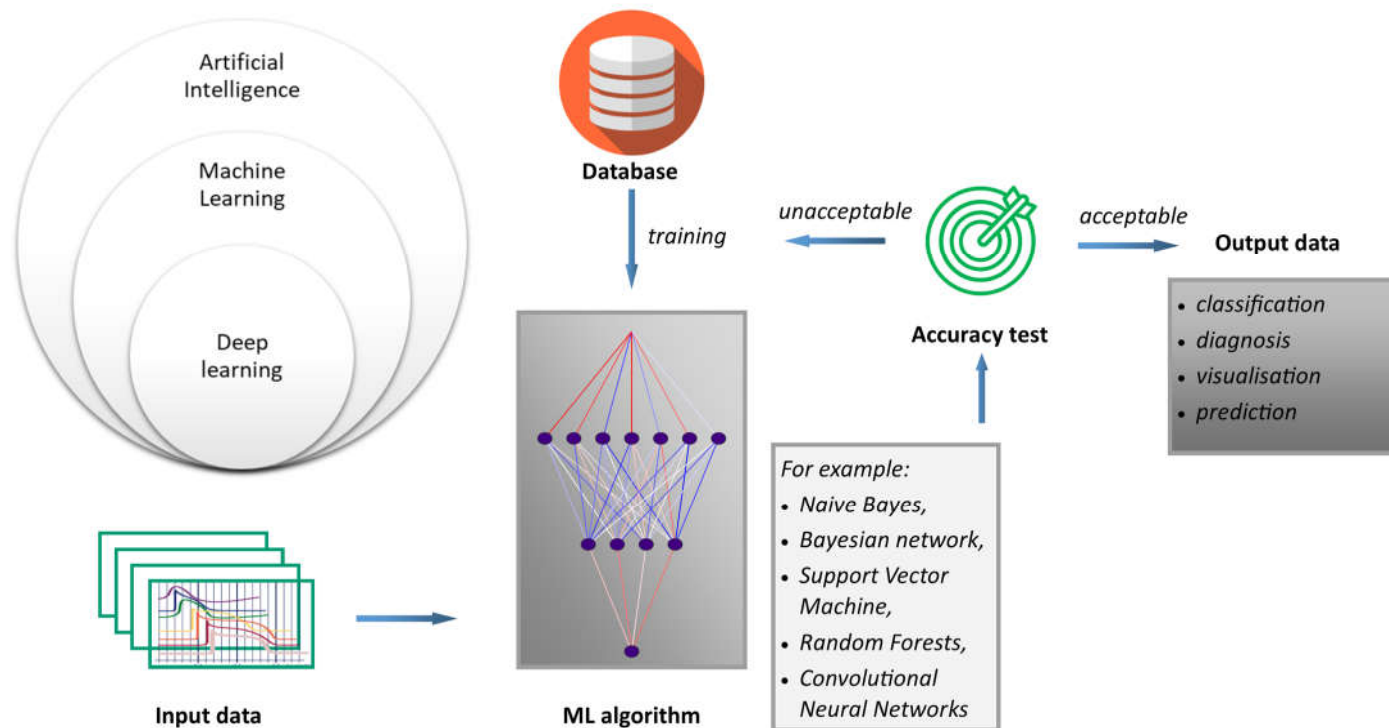 Artificial
Intelligence
Machine
Learning
Deep
learning
Input data
Database
training
ML algorithm
unacceptable
Accuracy test
acceptable
For example:
• Naive Bayes,
• Bayesian network,
• Support Vector
Machine,
• Random Forests,
• Convolutional
Neural Networks
Output data
• classification
• diagnosis
• visualisation
• prediction